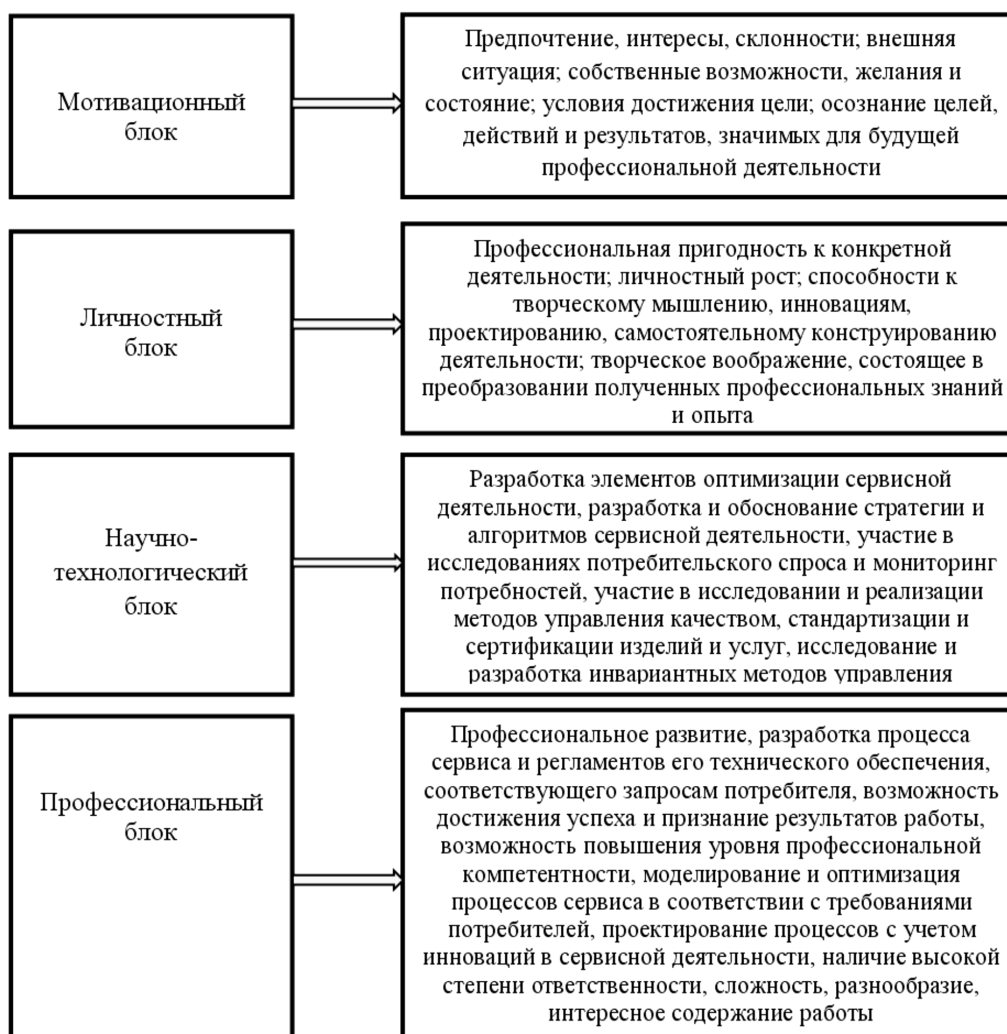 Мотивационный
блок
Предпочтение, интересы, склонности; внешняя
ситуация; собственные возможности, желания и
состояние; условия достижения цели; осознание целей,
действий и результатов, значимых для будущей
профессиональной деятельности
Личностный
блок
Профессиональная пригодность к конкретной
деятельности; личностный рост; способности к
творческому мышлению, инновациям,
проектированию, самостоятельному конструированию
деятельности; творческое воображение, состоящее в
преобразовании полученных профессиональных знаний
и опыта
Научно-
технологический
блок
Разработка элементов оптимизации сервисной
деятельности, разработка и обоснование стратегии и
алгоритмов сервисной деятельности, участие в
исследованиях потребительского спроса и мониторинг
потребностей, участие в исследовании и реализации
методов управления качеством, стандартизации и
сертификации изделий и услуг, исследование и
разработка инвариантных методов управления
Профессиональный
блок
Профессиональное развитие, разработка процесса
сервиса и регламентов его технического обеспечения,
соответствующего запросам потребителя, возможность
достижения успеха и признание результатов работы,
возможность повышения уровня профессиональной
компетентности, моделирование и оптимизация
процессов сервиса в соответствии с требованиями
потребителей, проектирование процессов с учетом
инноваций в сервисной деятельности, наличие высокой
степени ответственности, сложность, разнообразие,
интересное содержание работы